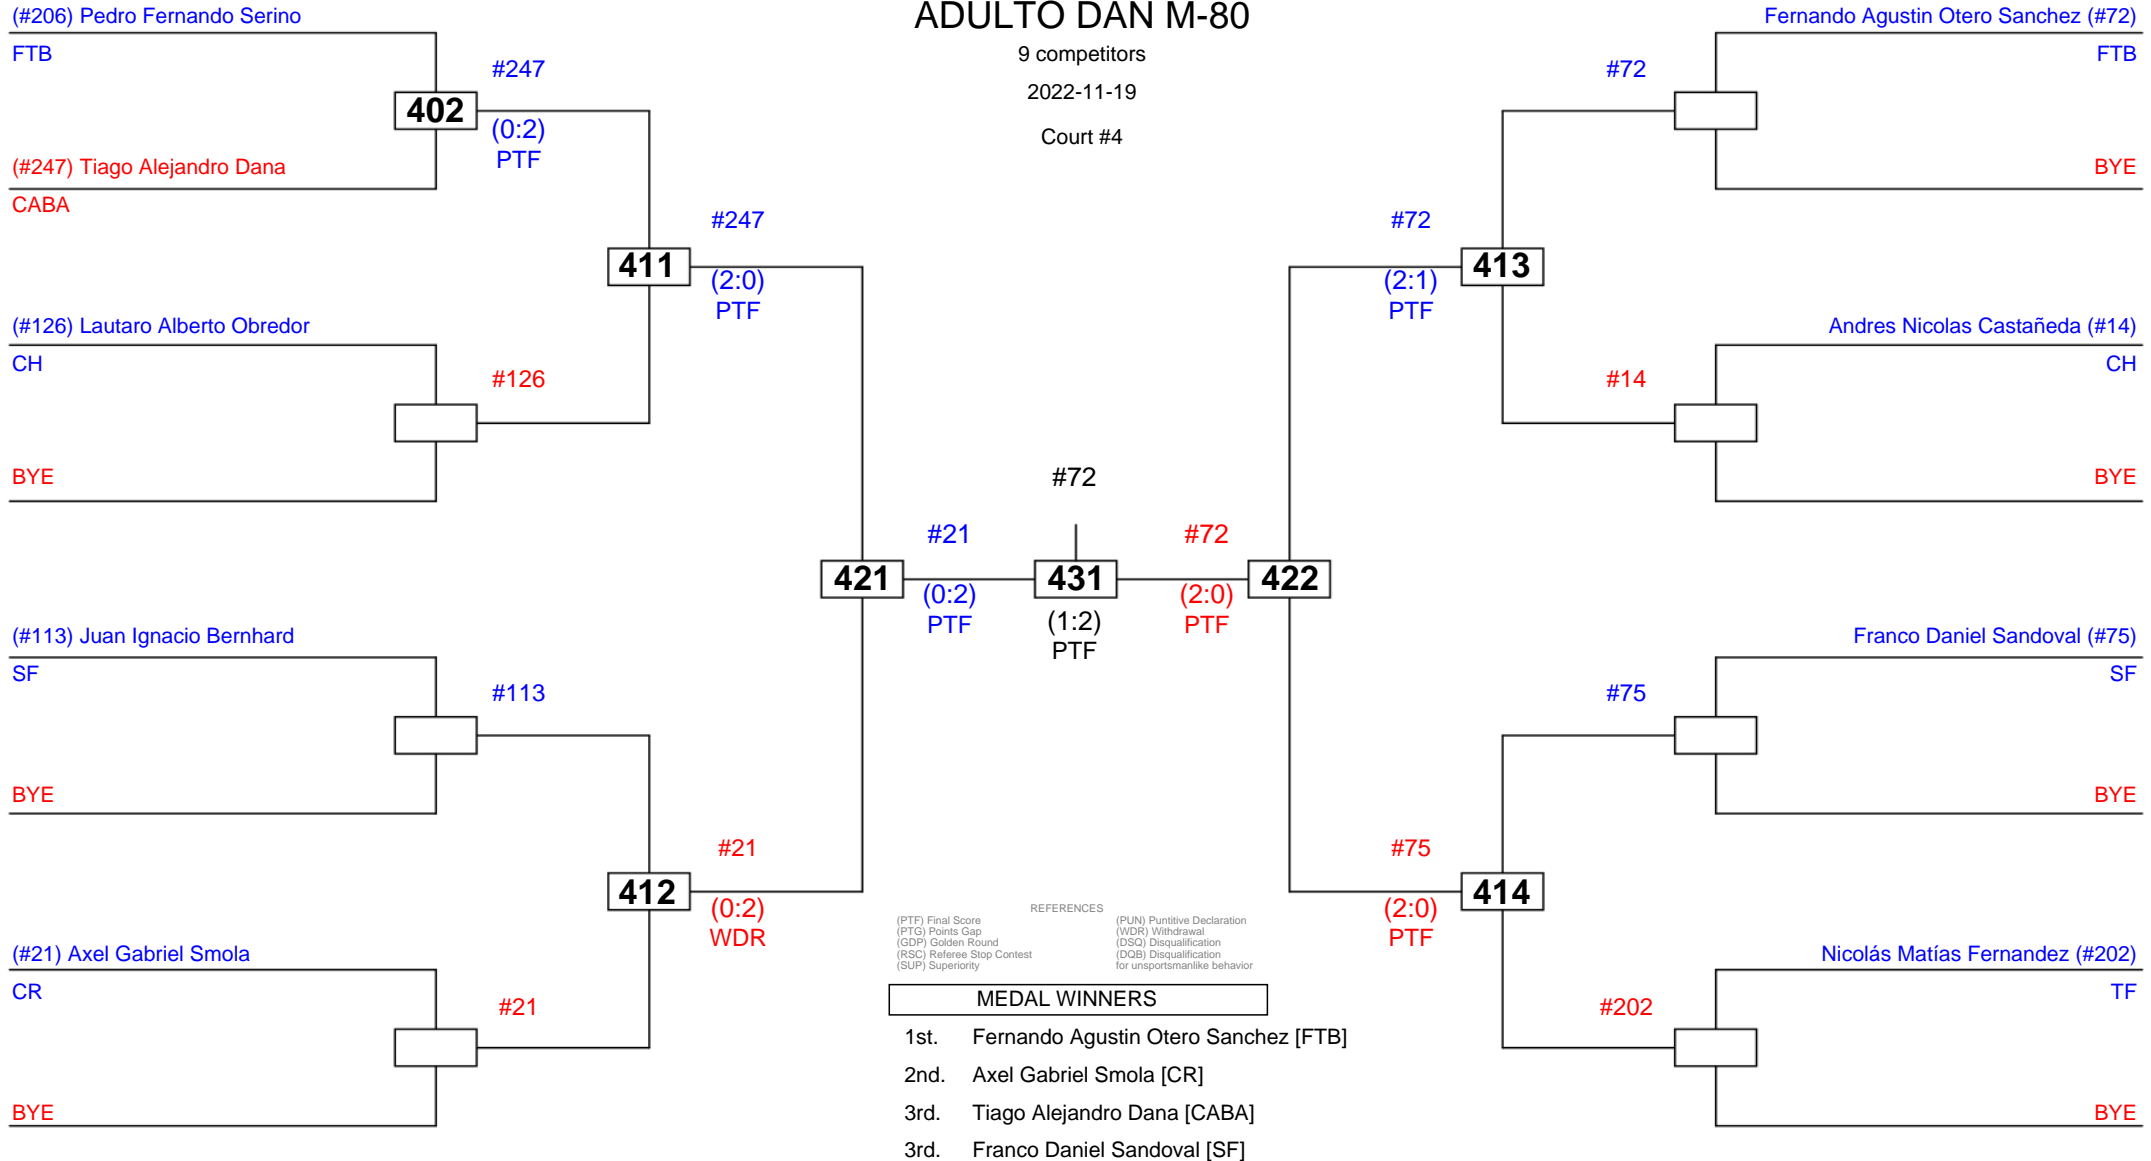 ADULTO DAN M-80
9 competitors
2022-11-19
Court #4
(#206) Pedro Fernando Serino
FTB
402
#247
(0:2)
PTF
(#247) Tiago Alejandro Dana
CABA
411
#247
(2:0)
PTF
(#126) Lautaro Alberto Obredor
CH
#126
BYE
(#113) Juan Ignacio Bernhard
SF
#113
BYE
412
#21
(0:2)
WDR
(#21) Axel Gabriel Smola
CR
#21
BYE
421
#21
(0:2)
PTF
#72
431
(1:2)
PTF
#72
(2:0)
PTF
422
Fernando Agustin Otero Sanchez (#72)
FTB
#72
BYE
#72
(2:1)
PTF
413
Andres Nicolas Castañeda (#14)
CH
#14
BYE
Franco Daniel Sandoval (#75)
SF
#75
BYE
#75
(2:0)
PTF
414
Nicolás Matías Fernandez (#202)
TF
#202
BYE
REFERENCES
(PTF) Final Score
(PTG) Points Gap
(GDP) Golden Round
(RSC) Referee Stop Contest
(SUP) Superiority
(PUN) Puntitive Declaration
(WDR) Withdrawal
(DSQ) Disqualification
(DQB) Disqualification
for unsportsmanlike behavior
MEDAL WINNERS
1st. Fernando Agustin Otero Sanchez [FTB]
2nd. Axel Gabriel Smola [CR]
3rd. Tiago Alejandro Dana [CABA]
3rd. Franco Daniel Sandoval [SF]